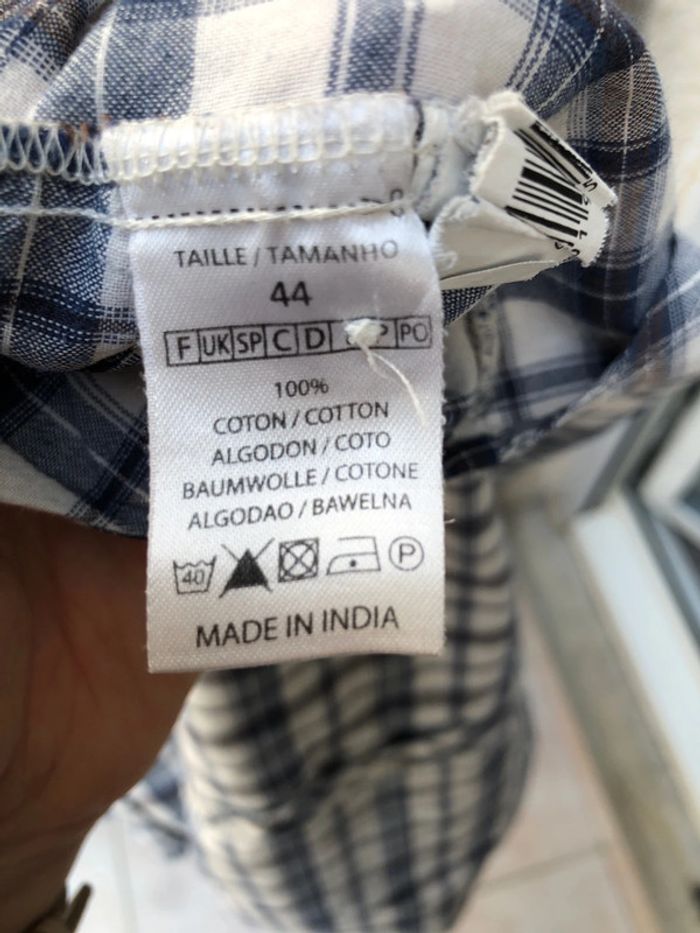 TAILLE / TAMANHO
44
F UK SP C D P PO
100%
COTON / COTTON
ALGODON / COTO
BAUMWOLLE / COTONE
ALGODAO / BAWELNA
40 P
MADE IN INDIA